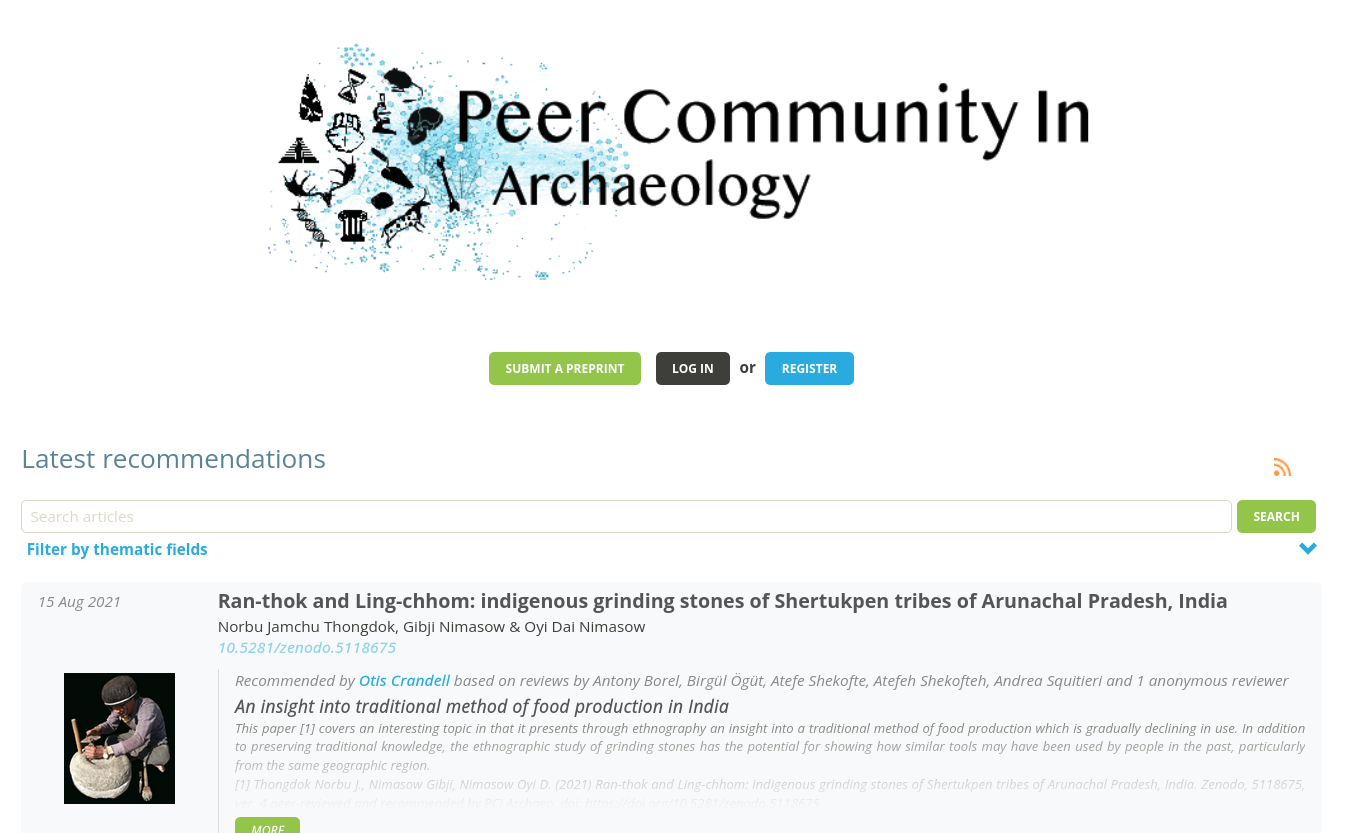 Peer Community In
Archaeology
SUBMIT A PREPRINT LOG IN or REGISTER
Latest recommendations
Search articles SEARCH
Filter by thematic fields
15 Aug 2021
Ran-thok and Ling-chhom: indigenous grinding stones of Shertukpen tribes of Arunachal Pradesh, India
Norbu Jamchu Thongdok, Gibji Nimasow & Oyi Dai Nimasow
10.5281/zenodo.5118675
Recommended by Otis Crandell based on reviews by Antony Borel, Birgül Ögüt, Atefe Shekofte, Atefeh Shekofteh, Andrea Squitieri and 1 anonymous reviewer
An insight into traditional method of food production in India
This paper [1] covers an interesting topic in that it presents through ethnography an insight into a traditional method of food production which is gradually declining in use. In addition
to preserving traditional knowledge, the ethnographic study of grinding stones has the potential for showing how similar tools may have been used by people in the past, particularly
from the same geographic region.
[1] Thongdok Norbu J., Nimasow Gibji, Nimasow Oyi D. (2021) Ran-thok and Ling-chhom: indigenous grinding stones of Shertukpen tribes of Arunachal Pradesh, India. Zenodo, 5118675,
ver. 4 peer-reviewed and recommended by PCI Archaeo. doi: https://doi.org/10.5281/zenodo.5118675
MORE